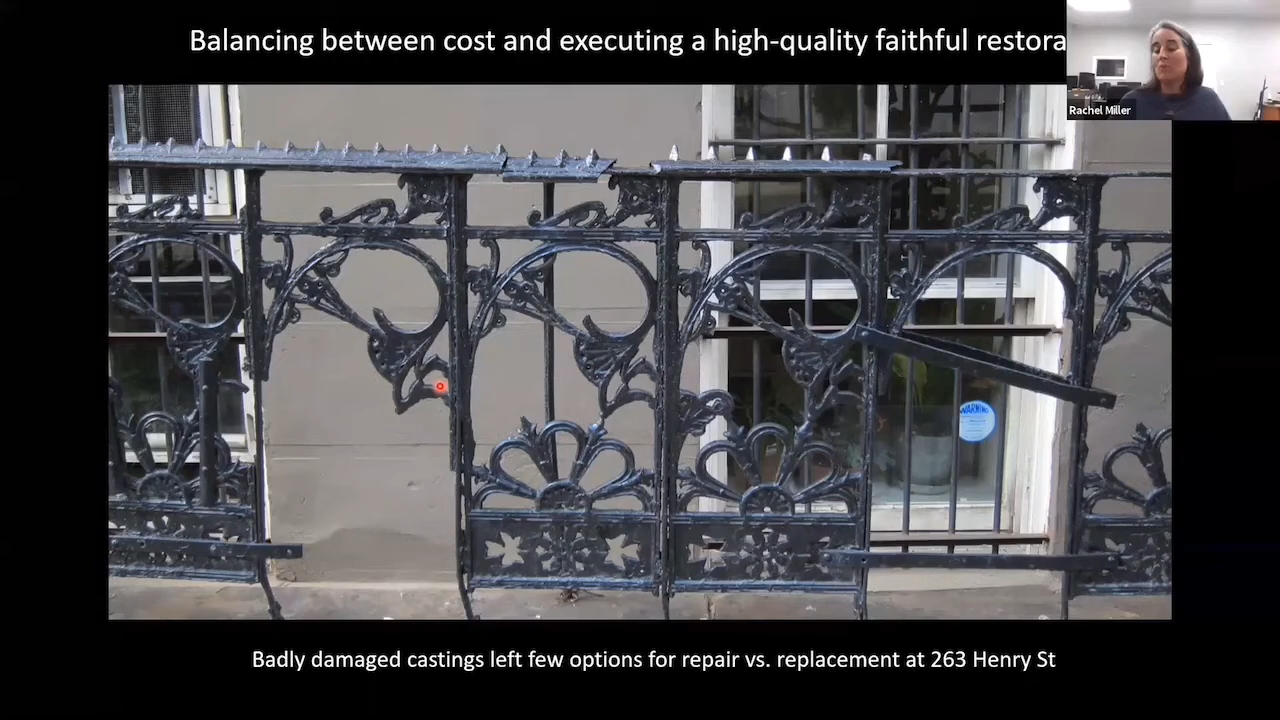 Balancing between cost and executing a high-quality faithful restora
Rachel Miller
WARNING
Badly damaged castings left few options for repair vs. replacement at 263 Henry St